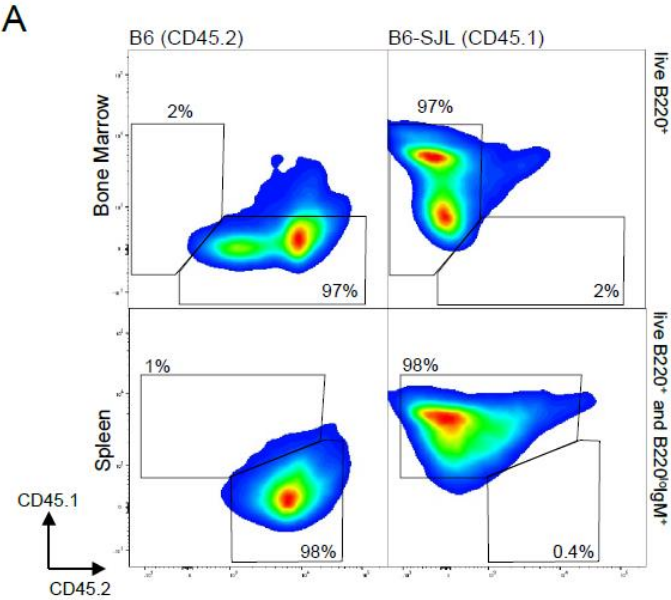 A
B6 (CD45.2)
B6-SJL (CD45.1)
2%
97%
97%
2%
Bone Marrow
live B220⁺
1%
98%
98%
0.4%
Spleen
live B220⁺ and B220ˡᵒIgM⁺
CD45.1
CD45.2